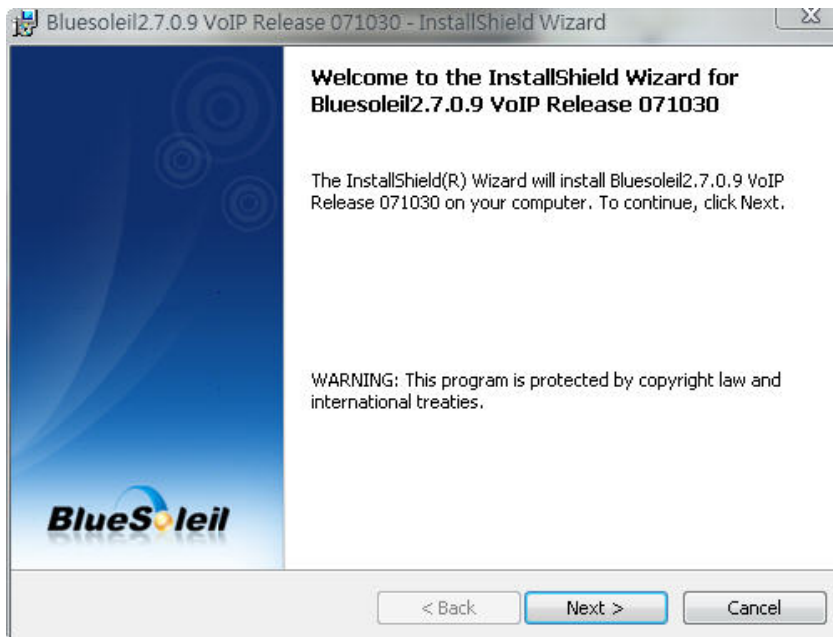 Bluesoleil2.7.0.9 VoIP Release 071030 - InstallShield Wizard
Welcome to the InstallShield Wizard for
Bluesoleil2.7.0.9 VoIP Release 071030
The InstallShield(R) Wizard will install Bluesoleil2.7.0.9 VoIP
Release 071030 on your computer. To continue, click Next.
WARNING: This program is protected by copyright law and
international treaties.
BlueSoleil
< Back
Next >
Cancel